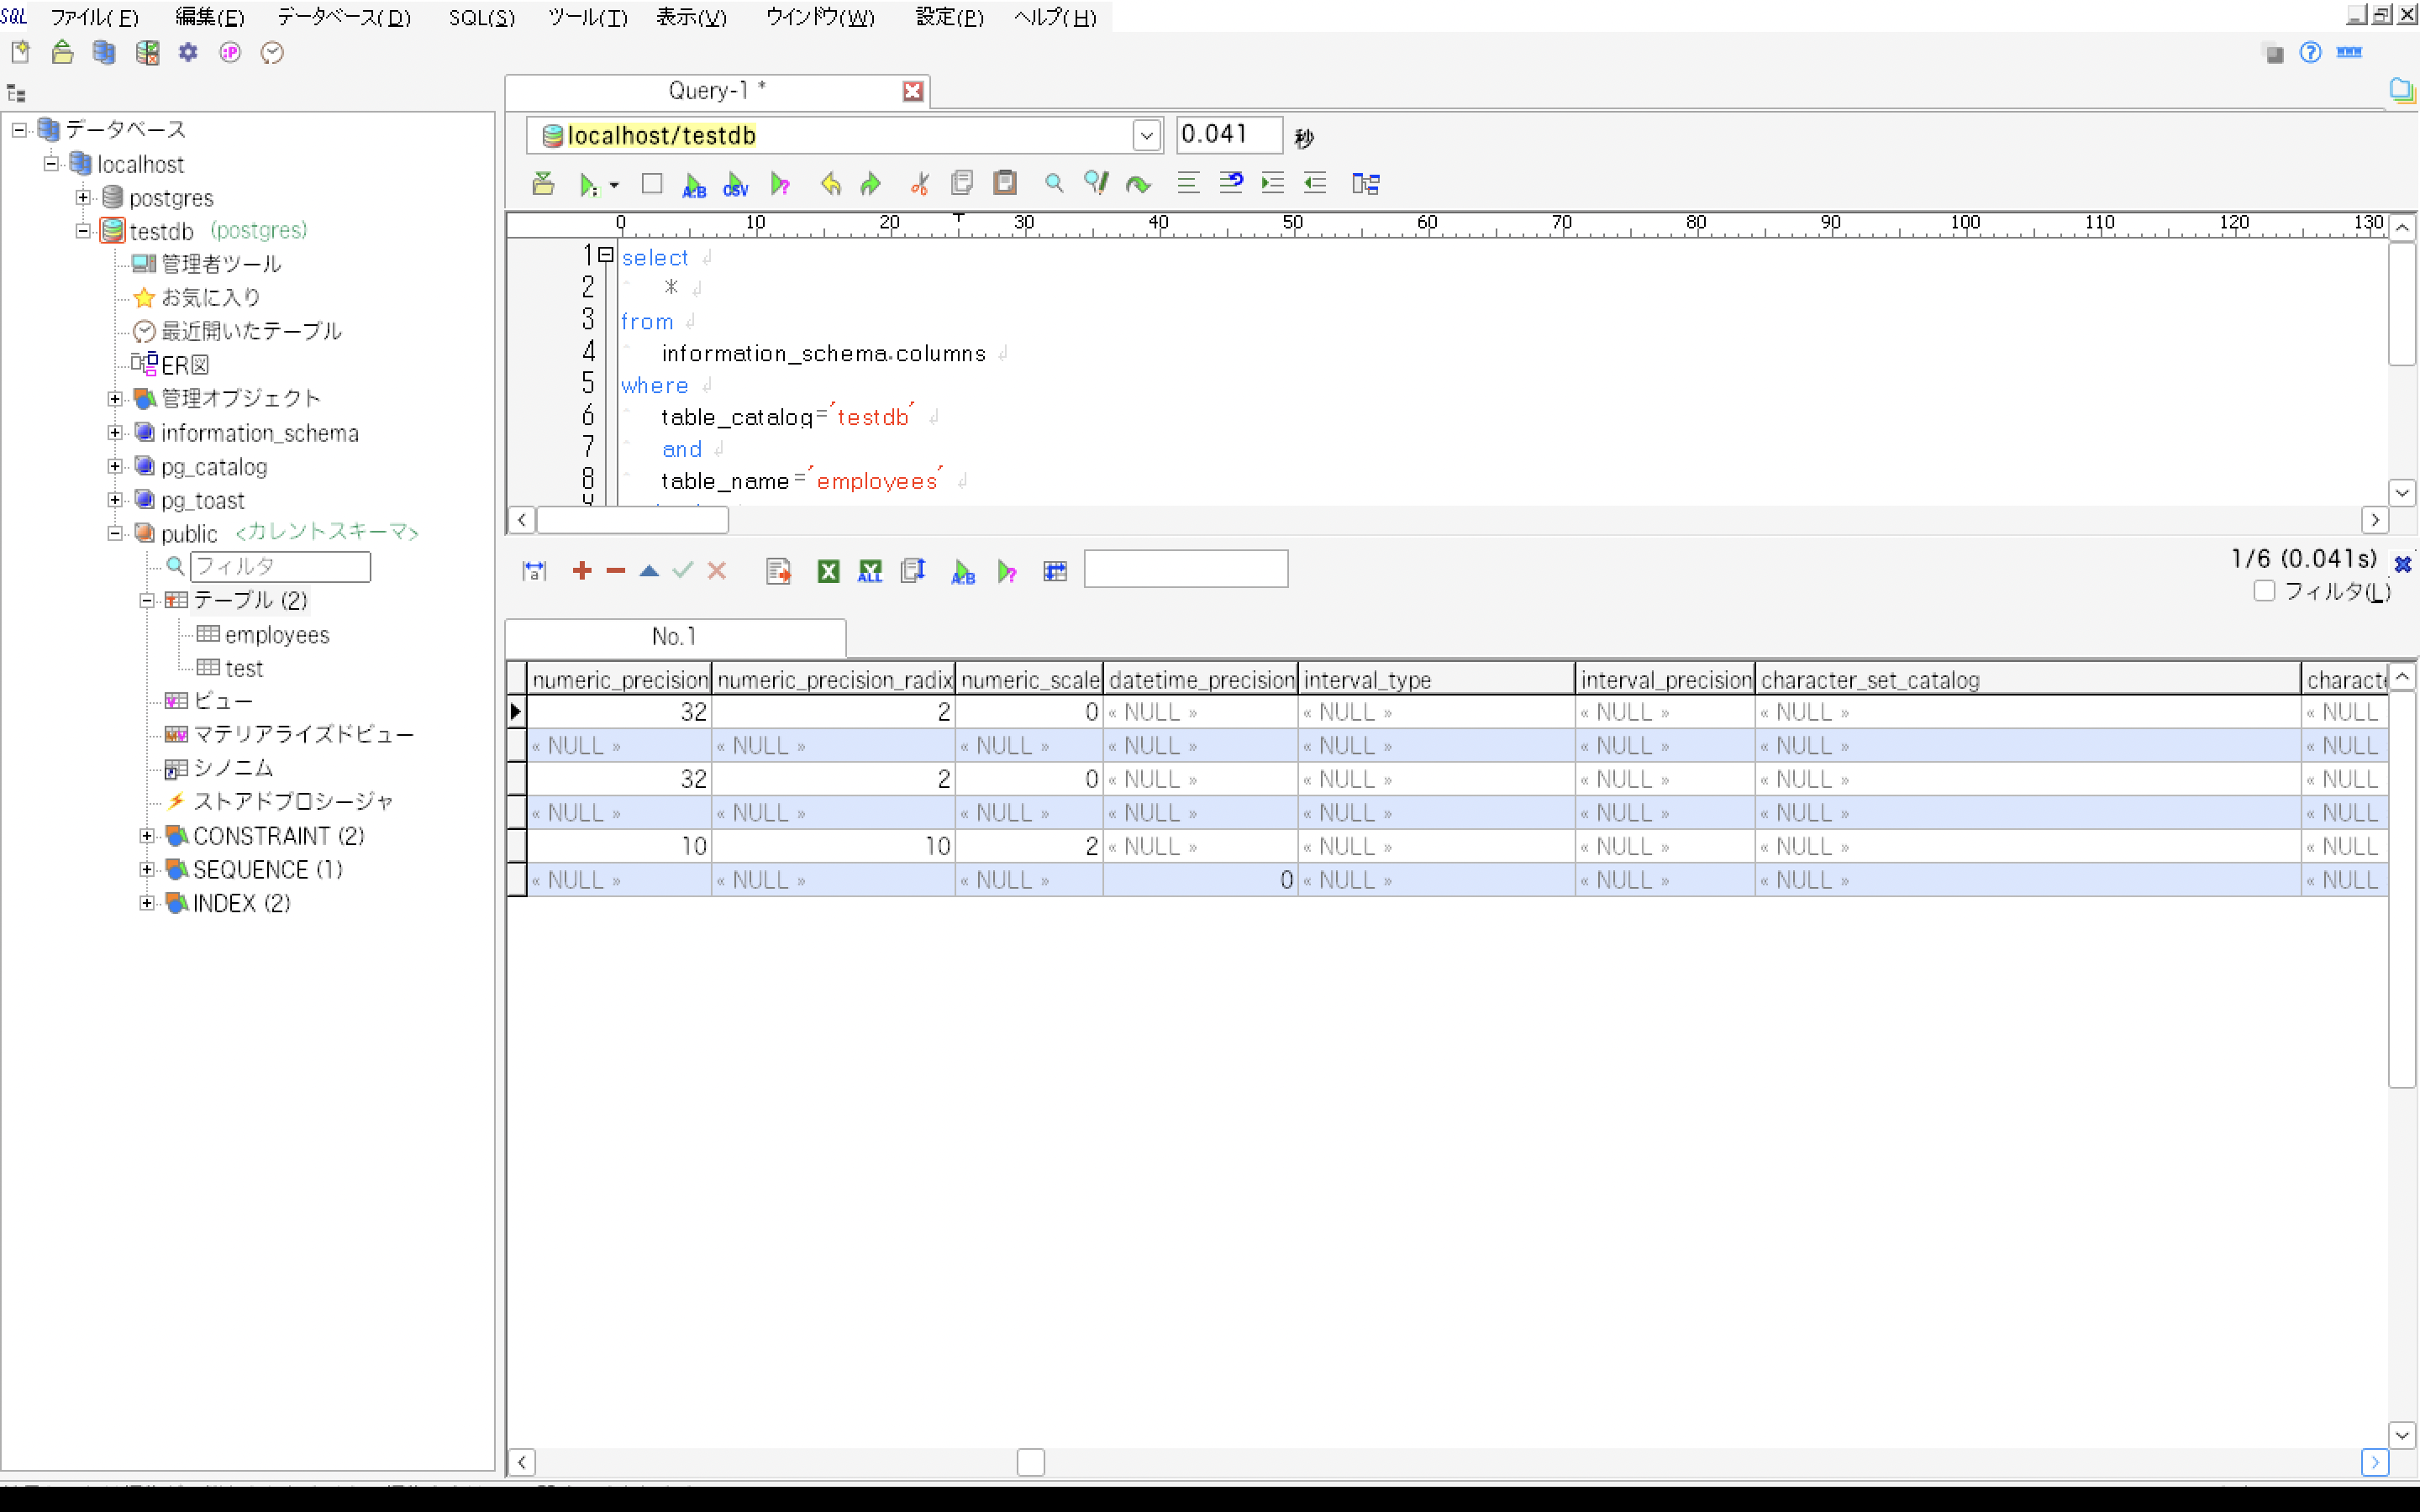 SQL ファイル(F) 編集(E) データベース(D) SQL(S) ツール(T) 表示(V) ウインドウ(W) 設定(P) ヘルプ(H)
Query-1 *
localhost/testdb 0.041 秒
A:B CSV
データベース
localhost
postgres
testdb (postgres)
管理者ツール
お気に入り
最近開いたテーブル
ER図
管理オブジェクト
information_schema
pg_catalog
pg_toast
public <カレントスキーマ>
フィルタ
テーブル (2)
employees
test
ビュー
マテリアライズドビュー
シノニム
ストアドプロシージャ
CONSTRAINT (2)
SEQUENCE (1)
INDEX (2)
0 10 20 30 40 50 60 70 80 90 100 110 120 130
1 select
2 *
3 from
4 information_schema.columns
5 where
6 table_catalog='testdb'
7 and
8 table_name='employees'
ALL A:B
1/6 (0.041s)
フィルタ(L)
No.1
numeric_precision numeric_precision_radix numeric_scale datetime_precision interval_type interval_precision character_set_catalog
32 2 0 « NULL » « NULL » « NULL » « NULL » « NULL
« NULL » « NULL » « NULL » « NULL » « NULL » « NULL » « NULL » « NULL
32 2 0 « NULL » « NULL » « NULL » « NULL » « NULL
« NULL » « NULL » « NULL » « NULL » « NULL » « NULL » « NULL » « NULL
10 10 2 « NULL » « NULL » « NULL » « NULL » « NULL
« NULL » « NULL » « NULL » 0 « NULL » « NULL » « NULL » « NULL